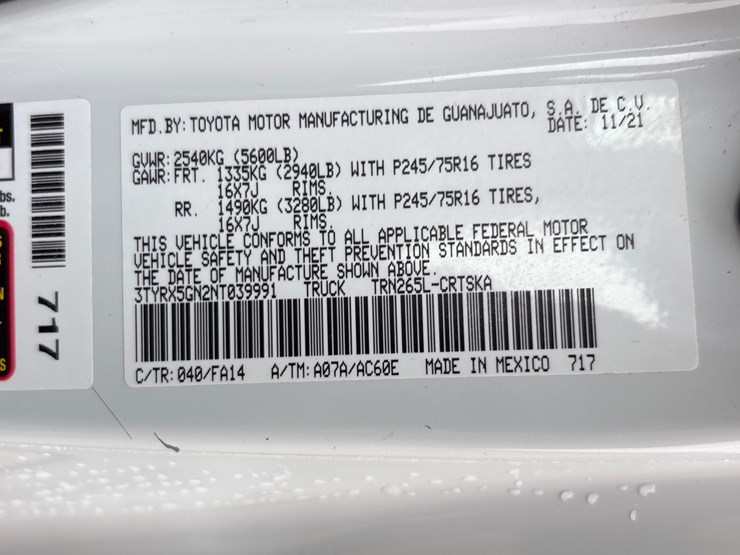 MFD.BY: TOYOTA MOTOR MANUFACTURING DE GUANAJUATO, S.A. DE C.V.
DATE: 11/21
GVWR: 2540KG (5600LB)
GAWR: FRT. 1335KG (2940LB) WITH P245/75R16 TIRES
16X7J RIMS.
RR. 1490KG (3280LB) WITH P245/75R16 TIRES,
16X7J RIMS.
THIS VEHICLE CONFORMS TO ALL APPLICABLE FEDERAL MOTOR
VEHICLE SAFETY AND THEFT PREVENTION STANDARDS IN EFFECT ON
THE DATE OF MANUFACTURE SHOWN ABOVE.
3TYRX5GN2NT039991 TRUCK TRN265L-CRTSKA
C/TR: 040/FA14 A/TM: A07A/AC60E MADE IN MEXICO 717
bs.
b.
717